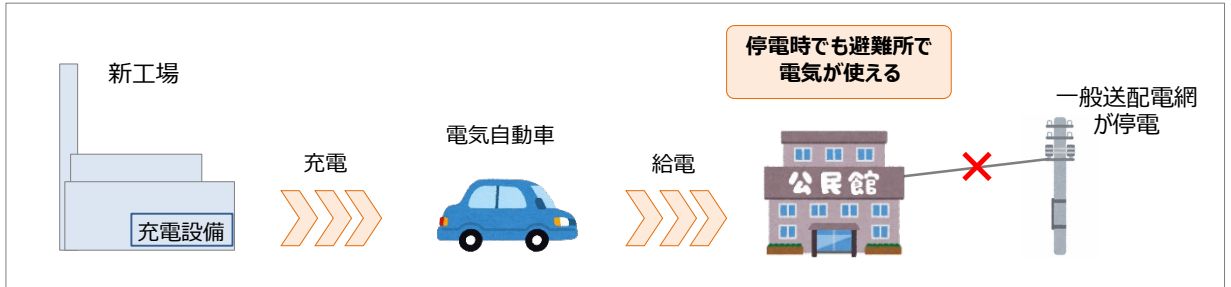 新工場
充電設備
充電
電気自動車
給電
停電時でも避難所で
電気が使える
公民館
一般送配電網
が停電